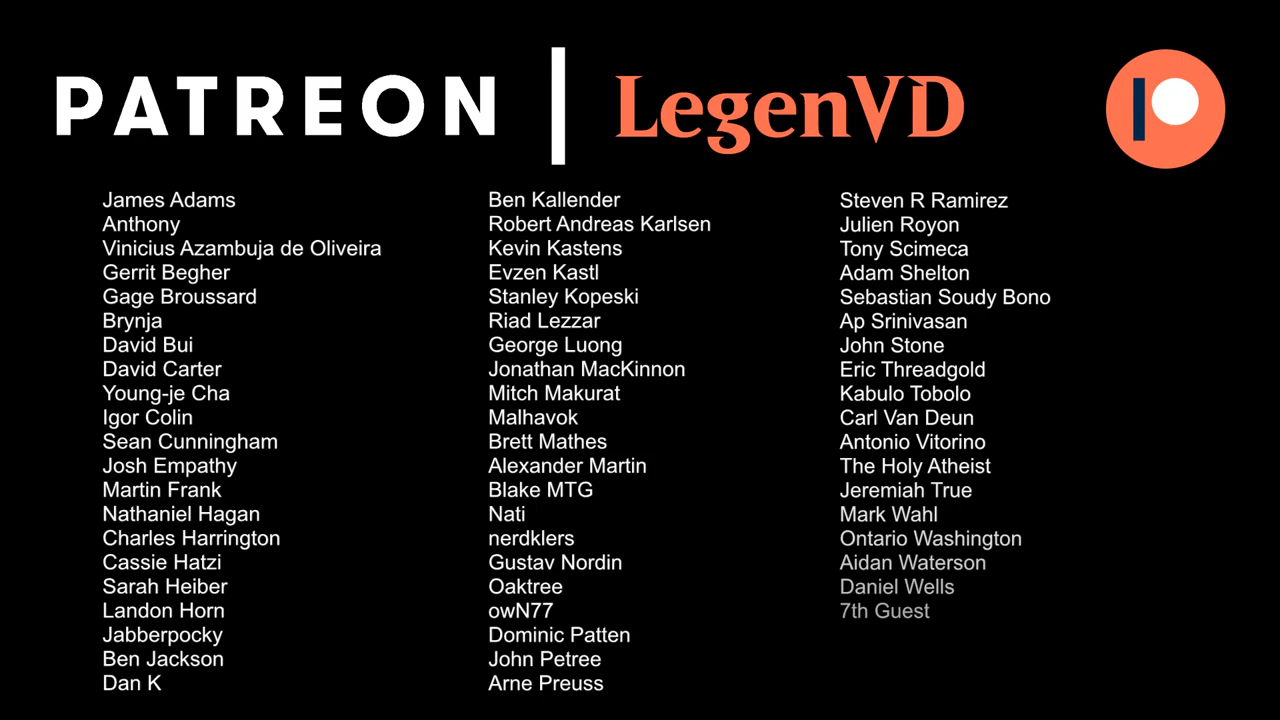 PATREON | LegenVD
James Adams
Anthony
Vinicius Azambuja de Oliveira
Gerrit Begher
Gage Broussard
Brynja
David Bui
David Carter
Young-je Cha
Igor Colin
Sean Cunningham
Josh Empathy
Martin Frank
Nathaniel Hagan
Charles Harrington
Cassie Hatzi
Sarah Heiber
Landon Horn
Jabberpocky
Ben Jackson
Dan K
Ben Kallender
Robert Andreas Karlsen
Kevin Kastens
Evzen Kastl
Stanley Kopeski
Riad Lezzar
George Luong
Jonathan MacKinnon
Mitch Makurat
Malhavok
Brett Mathes
Alexander Martin
Blake MTG
Nati
nerdklers
Gustav Nordin
Oaktree
owN77
Dominic Patten
John Petree
Arne Preuss
Steven R Ramirez
Julien Royon
Tony Scimeca
Adam Shelton
Sebastian Soudy Bono
Ap Srinivasan
John Stone
Eric Threadgold
Kabulo Tobolo
Carl Van Deun
Antonio Vitorino
The Holy Atheist
Jeremiah True
Mark Wahl
Ontario Washington
Aidan Waterson
Daniel Wells
7th Guest